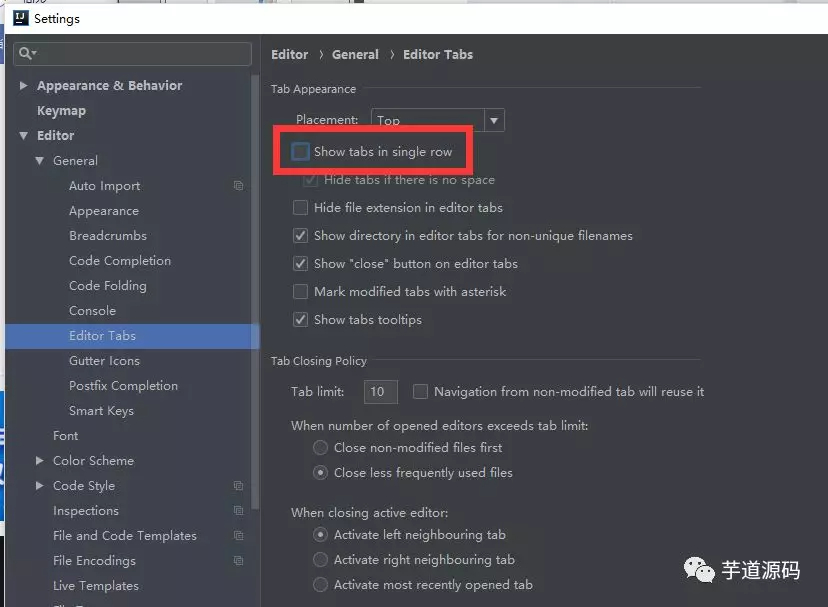 Settings
Appearance & Behavior
Keymap
Editor
General
Auto Import
Appearance
Breadcrumbs
Code Completion
Code Folding
Console
Editor Tabs
Gutter Icons
Postfix Completion
Smart Keys
Font
Color Scheme
Code Style
Inspections
File and Code Templates
File Encodings
Live Templates
Editor › General › Editor Tabs
Tab Appearance
Placement: Top
Show tabs in single row
Hide tabs if there is no space
Hide file extension in editor tabs
Show directory in editor tabs for non-unique filenames
Show "close" button on editor tabs
Mark modified tabs with asterisk
Show tabs tooltips
Tab Closing Policy
Tab limit: 10 Navigation from non-modified tab will reuse it
When number of opened editors exceeds tab limit:
Close non-modified files first
Close less frequently used files
When closing active editor:
Activate left neighbouring tab
Activate right neighbouring tab
Activate most recently opened tab
芋道源码